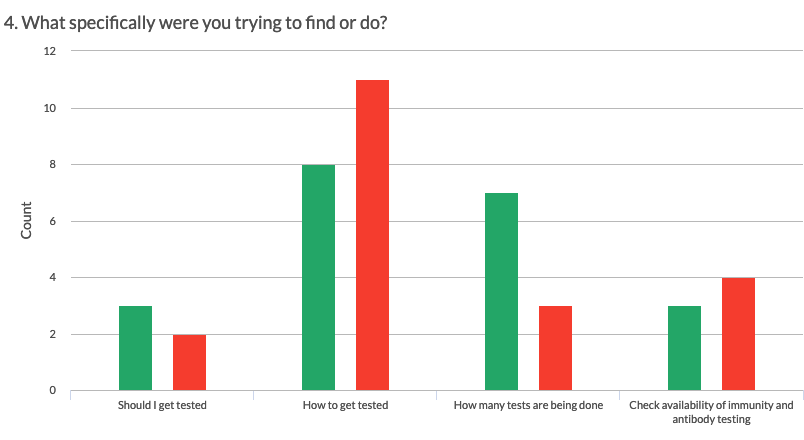 4. What specifically were you trying to find or do?
12
10
8
6
4
2
0
Count
Should I get tested
How to get tested
How many tests are being done
Check availability of immunity and
antibody testing